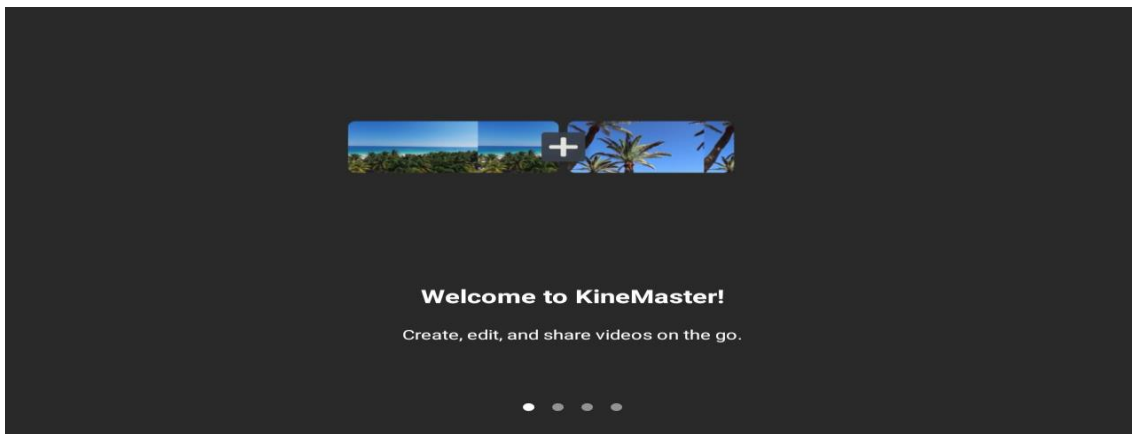 Welcome to KineMaster!
Create, edit, and share videos on the go.